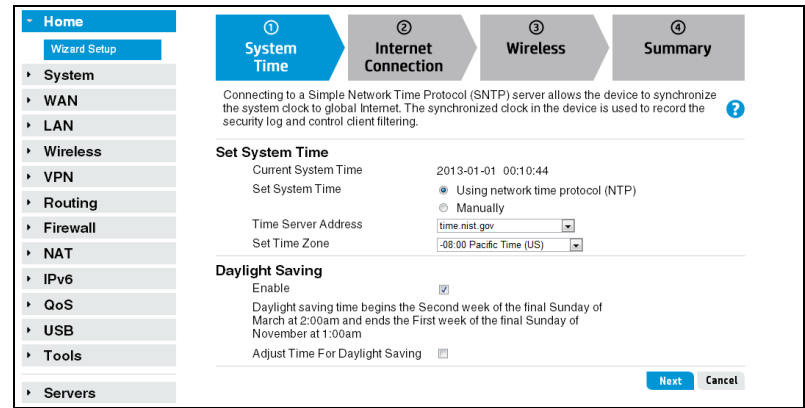 Home
Wizard Setup
System
WAN
LAN
Wireless
VPN
Routing
Firewall
NAT
IPv6
QoS
USB
Tools
Servers
1
System
Time
2
Internet
Connection
3
Wireless
4
Summary
Connecting to a Simple Network Time Protocol (SNTP) server allows the device to synchronize
the system clock to global Internet. The synchronized clock in the device is used to record the
security log and control client filtering.
?
Set System Time
Current System Time 2013-01-01 00:10:44
Set System Time Using network time protocol (NTP)
Manually
Time Server Address time.nist.gov
Set Time Zone -08:00 Pacific Time (US)
Daylight Saving
Enable
Daylight saving time begins the Second week of the final Sunday of
March at 2:00am and ends the First week of the final Sunday of
November at 1:00am
Adjust Time For Daylight Saving
Next Cancel